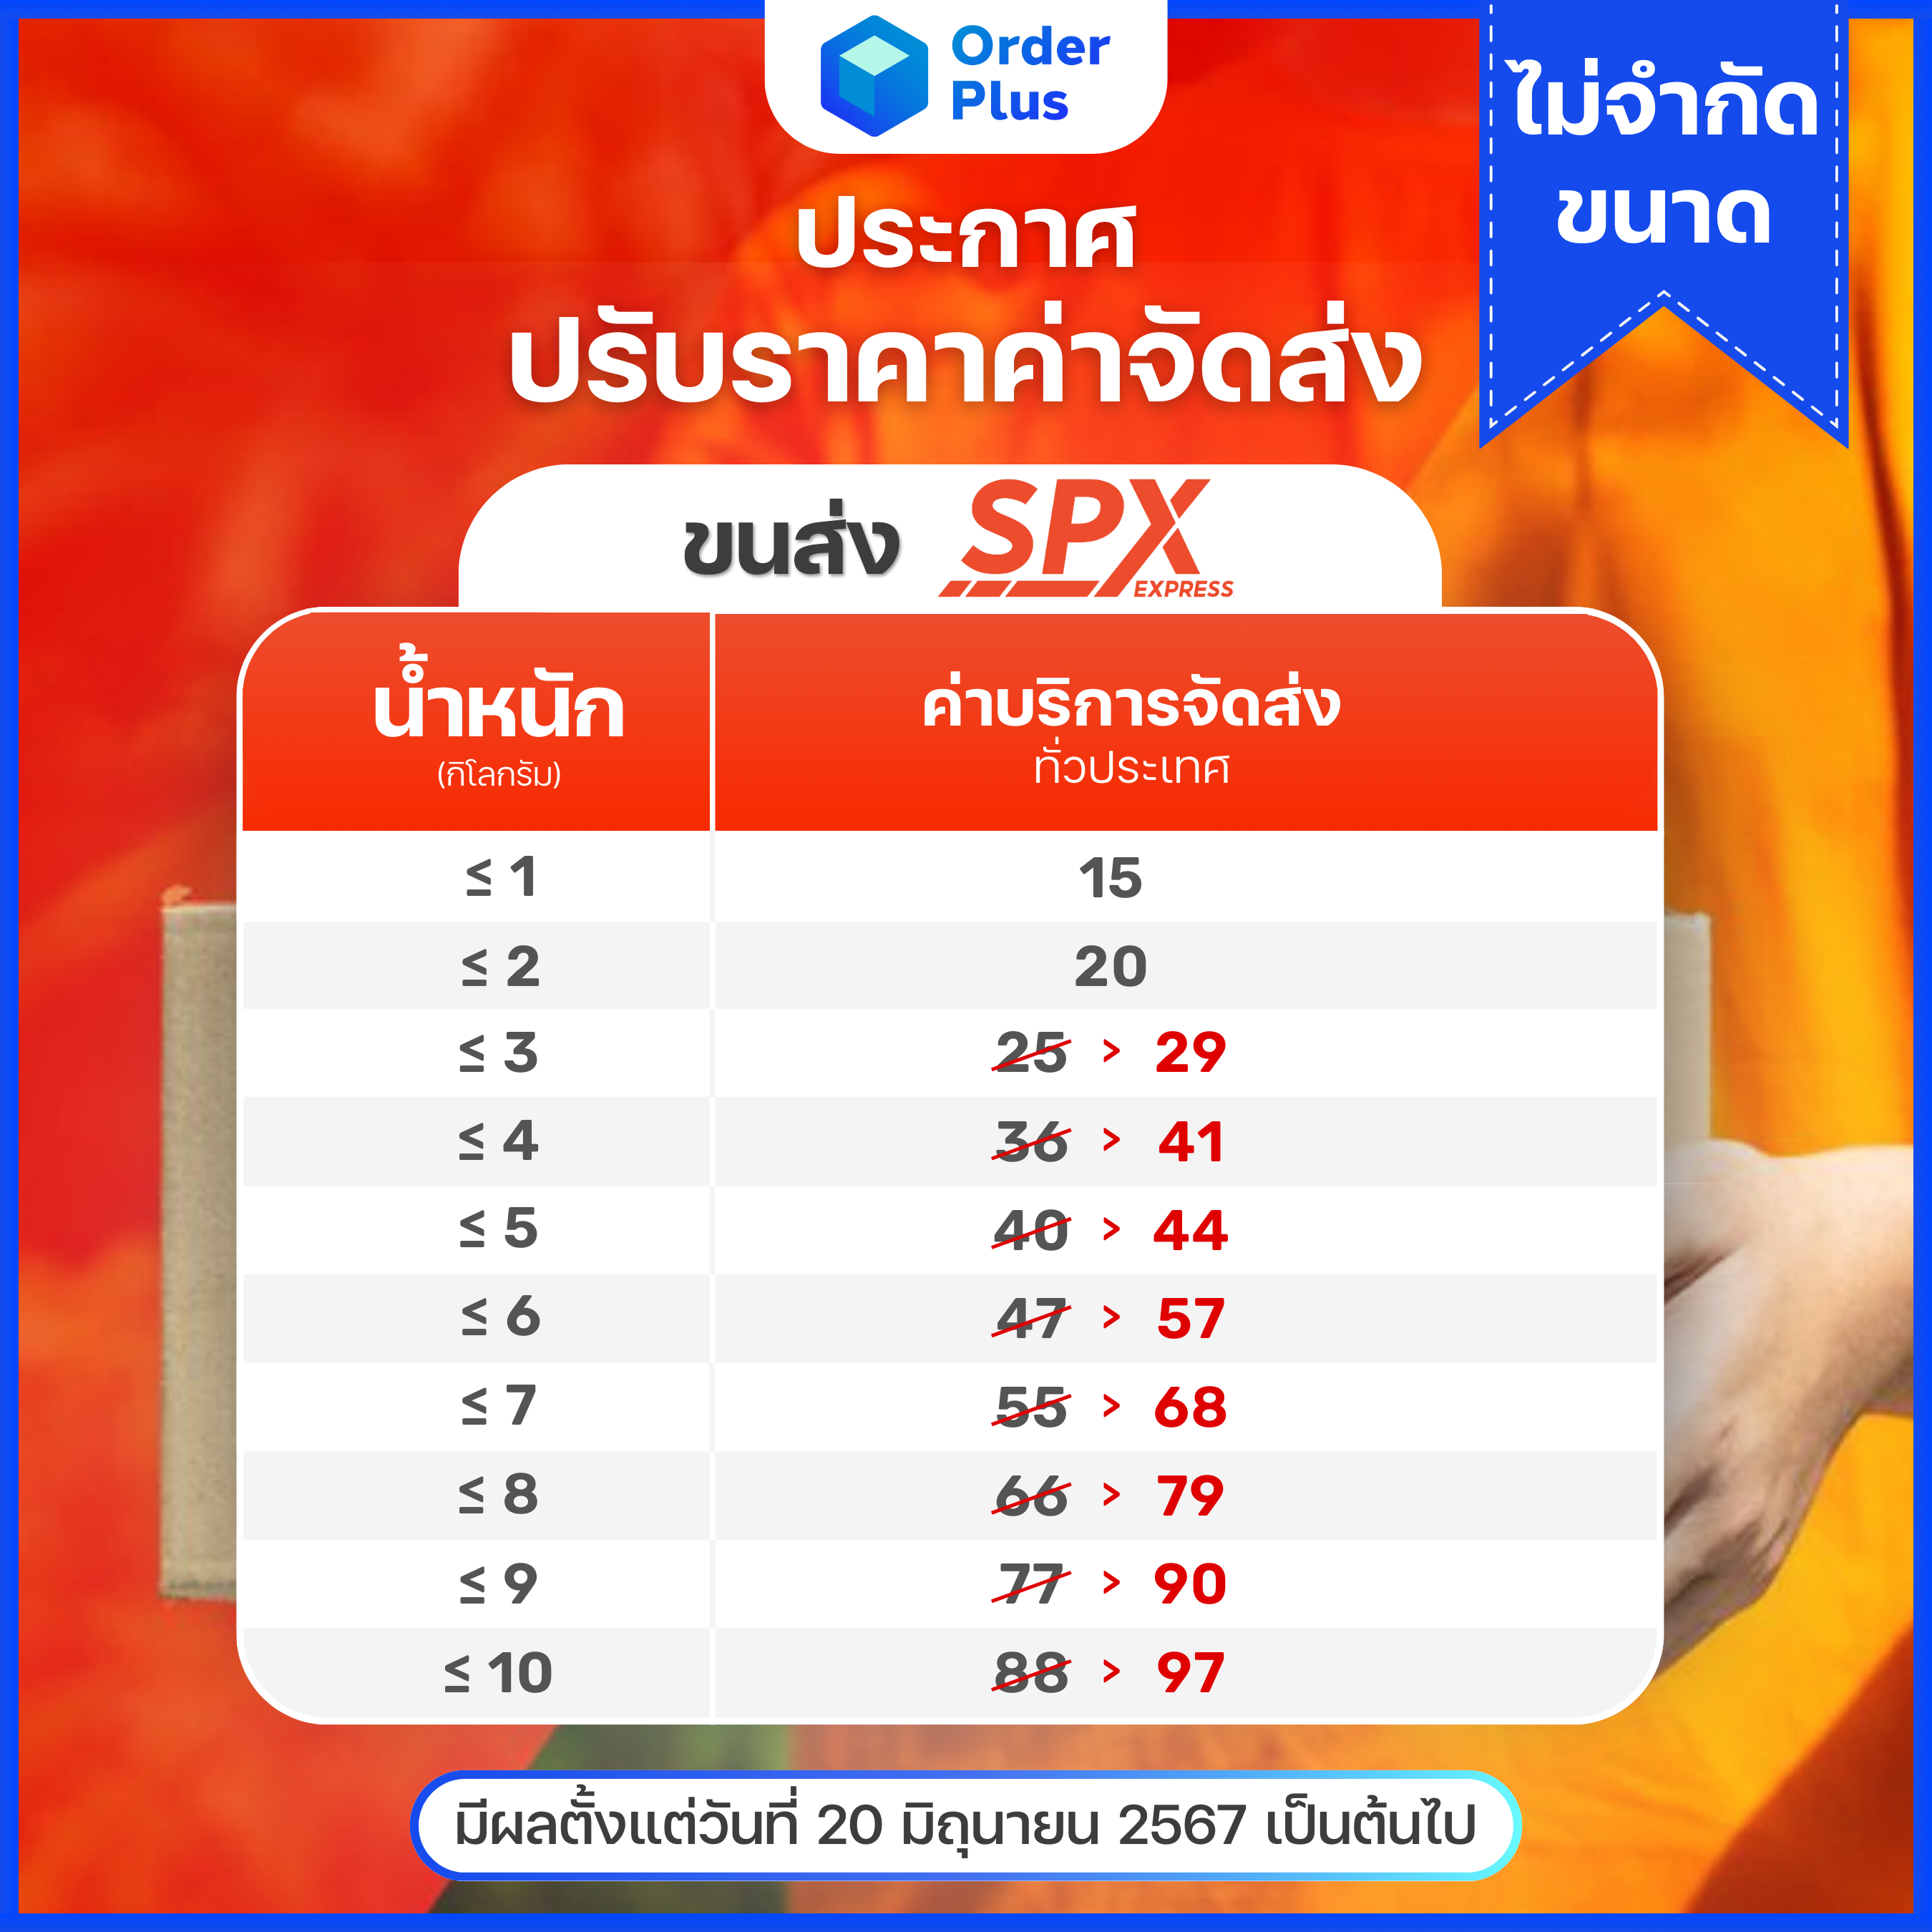 Order
Plus
ไม่จำกัด
ขนาด
ประกาศ
ปรับราคาค่าจัดส่ง
ขนส่ง SPX EXPRESS
น้ำหนัก
(กิโลกรัม)
ค่าบริการจัดส่ง
ทั่วประเทศ
≤ 1 15
≤ 2 20
≤ 3 25 > 29
≤ 4 36 > 41
≤ 5 40 > 44
≤ 6 47 > 57
≤ 7 55 > 68
≤ 8 66 > 79
≤ 9 77 > 90
≤ 10 88 > 97
มีผลตั้งแต่วันที่ 20 มิถุนายน 2567 เป็นต้นไป